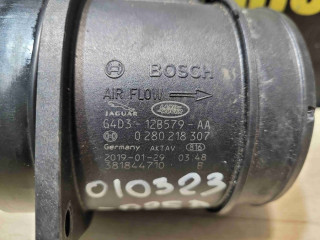 BOSCH
AIR FLOW
JAGUAR
G4D3-12B579-AA
0 280 218 307
Germany AKTAV 816
2019-01-29 03:48
381844710 F
010323